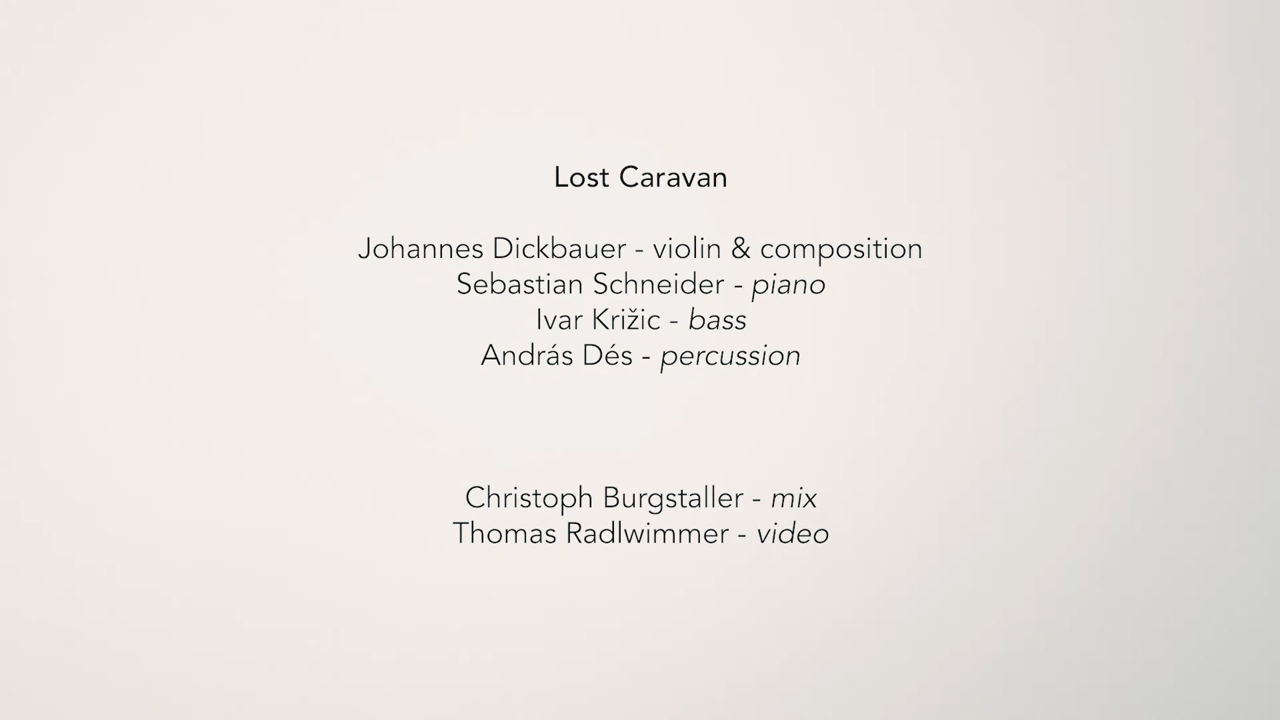 Lost Caravan
Johannes Dickbauer - violin & composition
Sebastian Schneider - piano
Ivar Križic - bass
András Dés - percussion
Christoph Burgstaller - mix
Thomas Radlwimmer - video